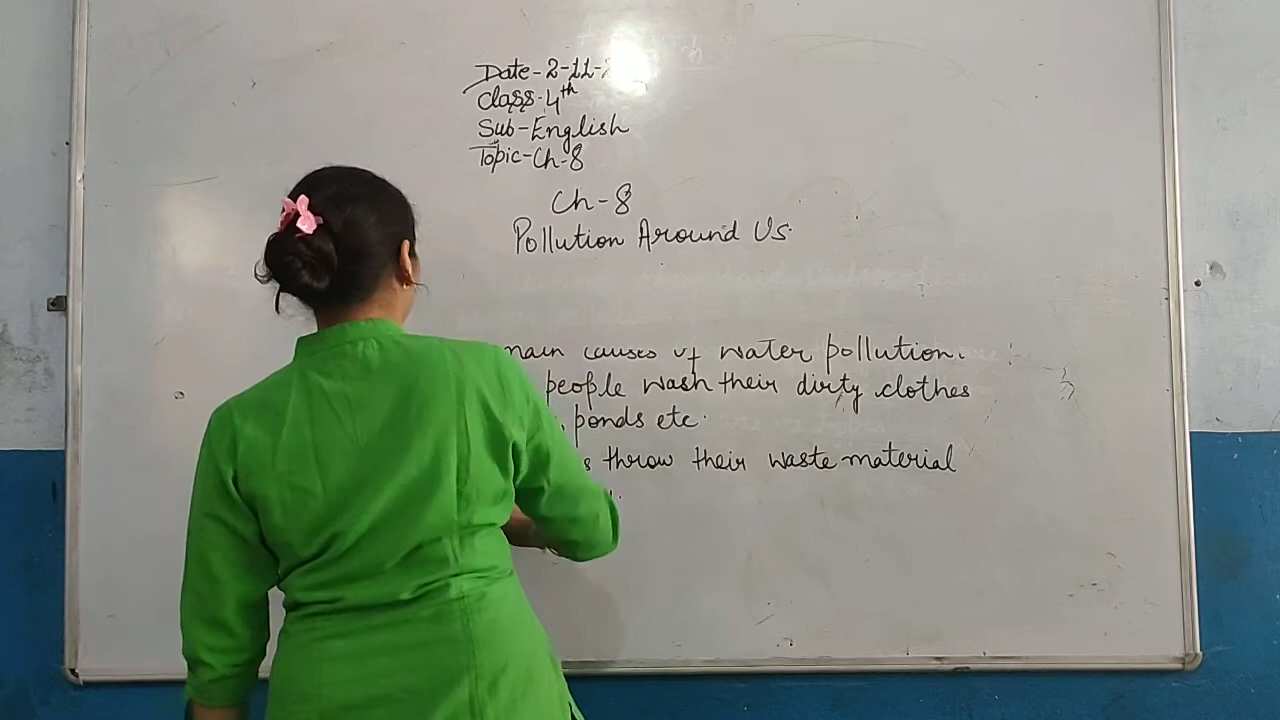 Date-2-11-
Class-4th
Sub-English
Topic-Ch-8
Ch-8
Pollution Around Us.
main causes of water pollution.
people wash their dirty clothes
, ponds etc.
throw their waste material